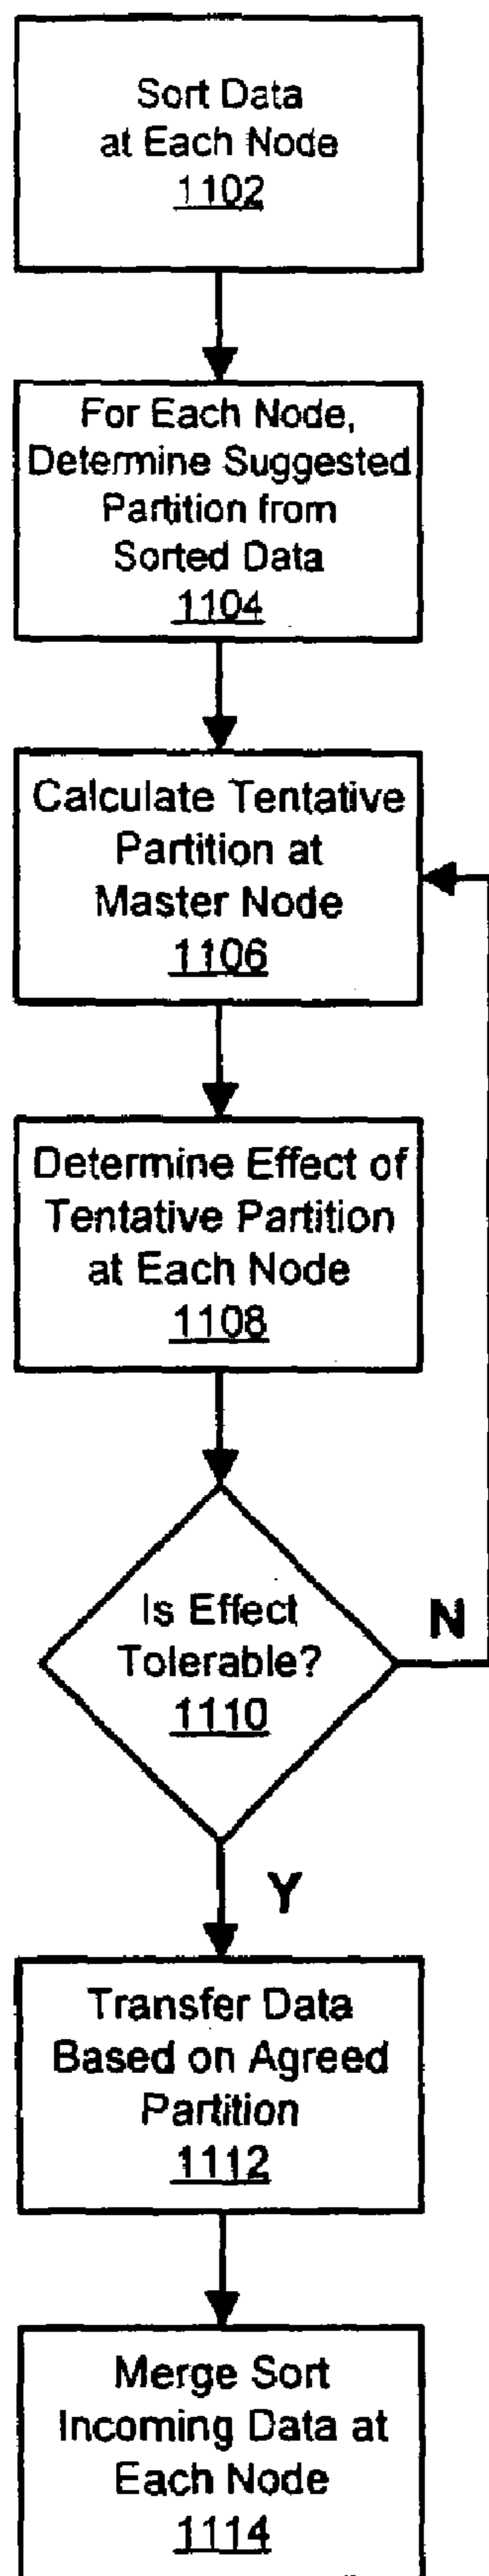 Sort Data
at Each Node
1102
For Each Node,
Determine Suggested
Partition from
Sorted Data
1104
Calculate Tentative
Partition at
Master Node
1106
Determine Effect of
Tentative Partition
at Each Node
1108
Is Effect
Tolerable?
1110
N
Y
Transfer Data
Based on Agreed
Partition
1112
Merge Sort
Incoming Data at
Each Node
1114